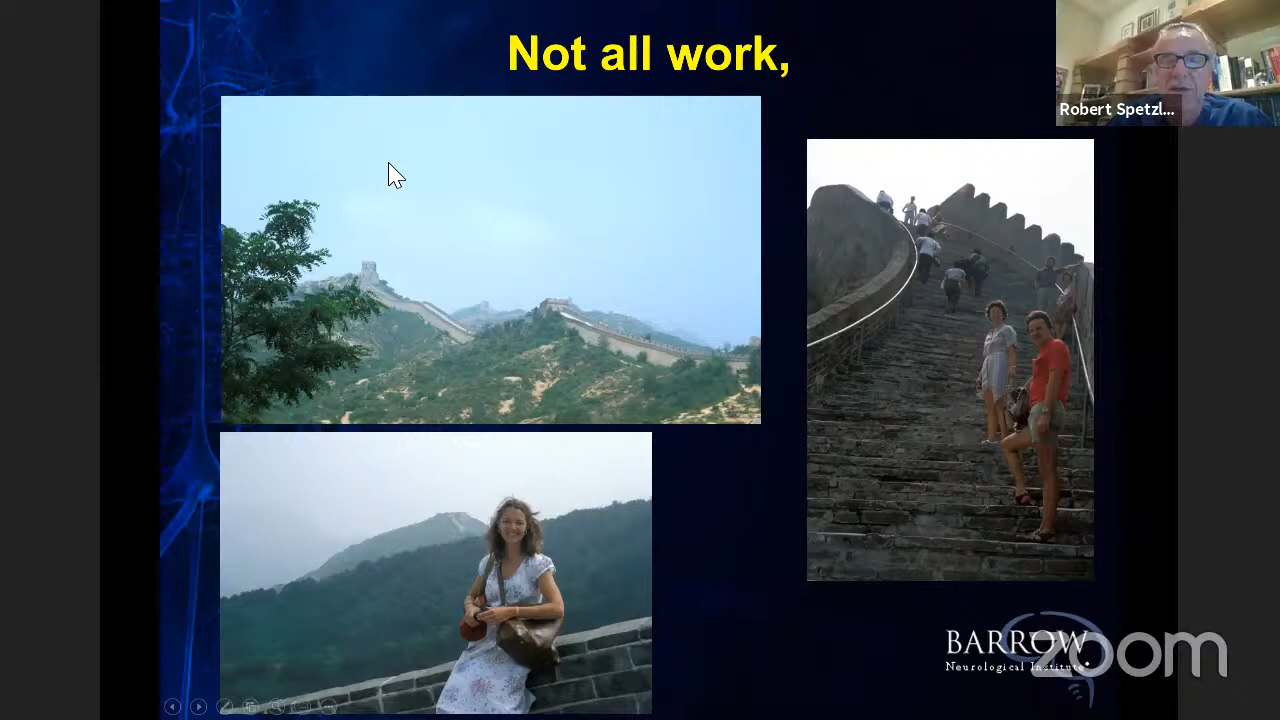 Not all work,
Robert Spetzl...
BARROW
Neurological Institute
zoom